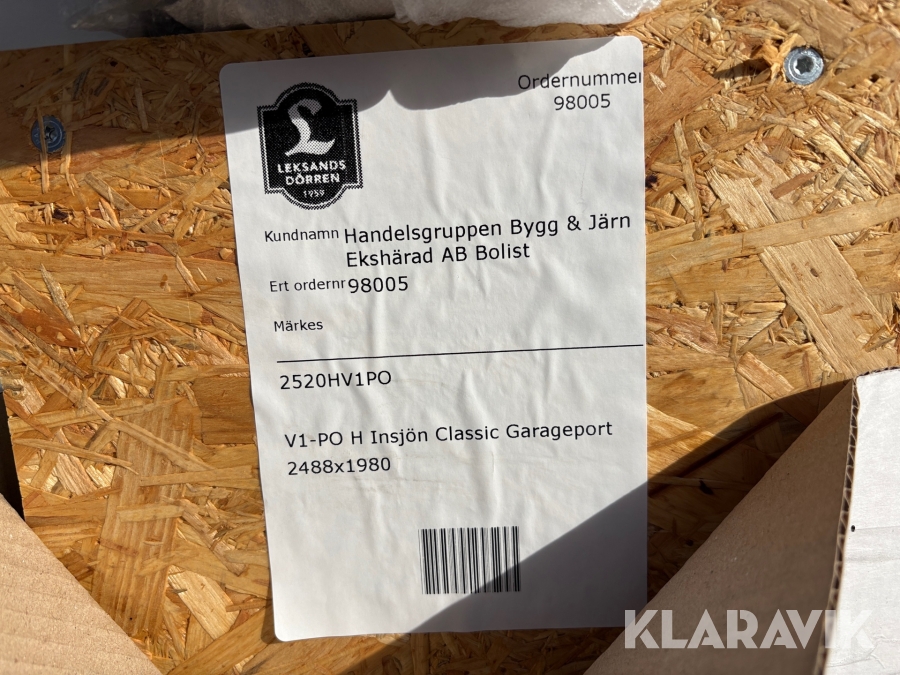 Ordernummer
98005
L
LEKSANDS
DÖRREN
1959
Kundnamn Handelsgruppen Bygg & Järn
Ekshärad AB Bolist
Ert ordernr 98005
Märkes
2520HV1PO
V1-PO H Insjön Classic Garageport
2488x1980
KLARAVIK